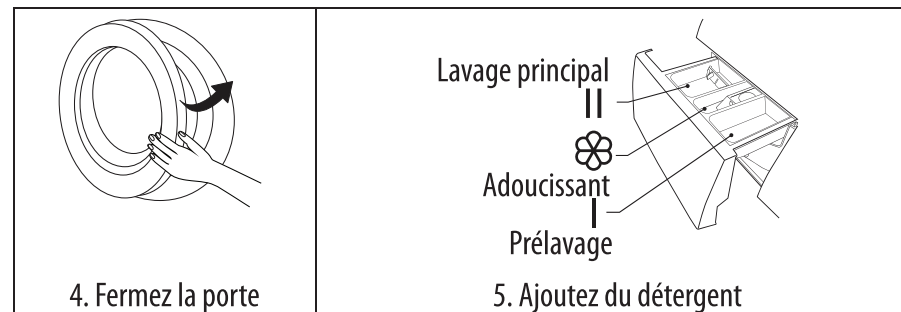 4. Fermez la porte
Lavage principal
II
Adoucissant
I
Prélavage
5. Ajoutez du détergent